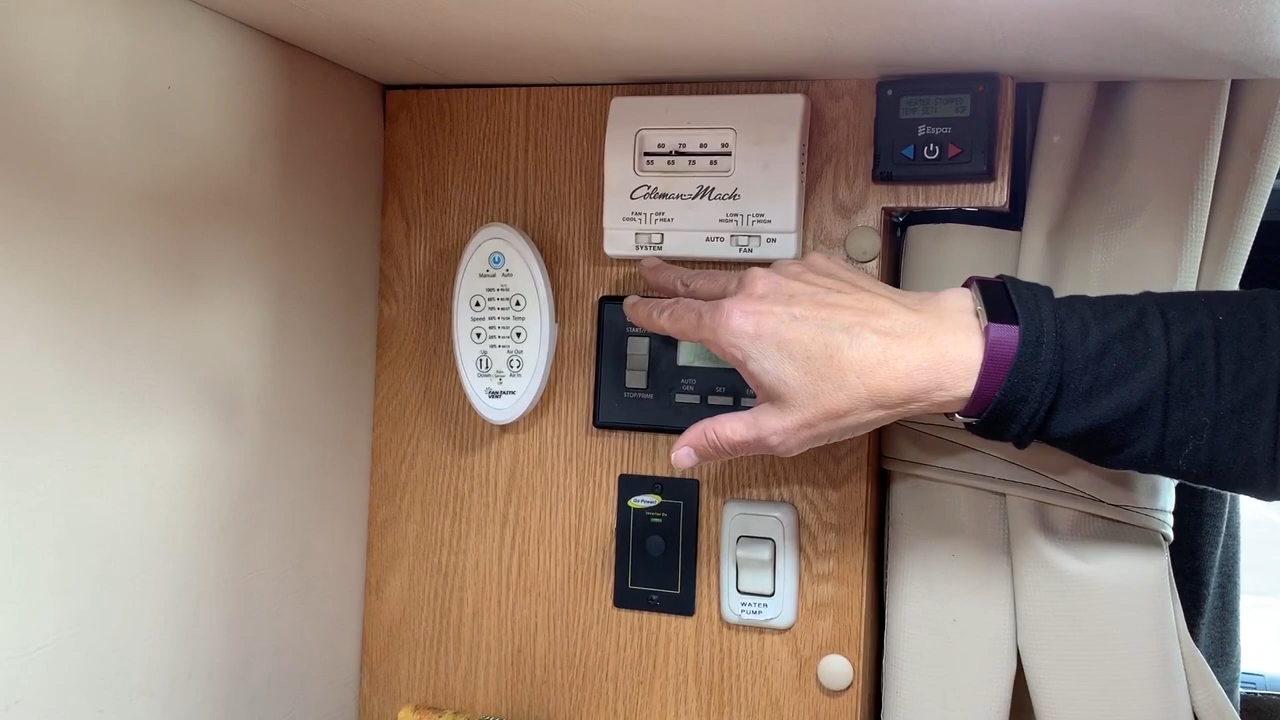 60 70 80 90
55 65 75 85
Coleman-Mach
FAN OFF
COOL HEAT
LOW LOW
HIGH HIGH
SYSTEM
AUTO FAN ON
HEATER STOPPED
Espar
Manual Auto
Speed Temp
Up Air Out
Down Air In
FAN-TASTIC
VENT
AUTO
GEN
SET
STOP/PRIME
Go Power!
Inverter On
WATER
PUMP